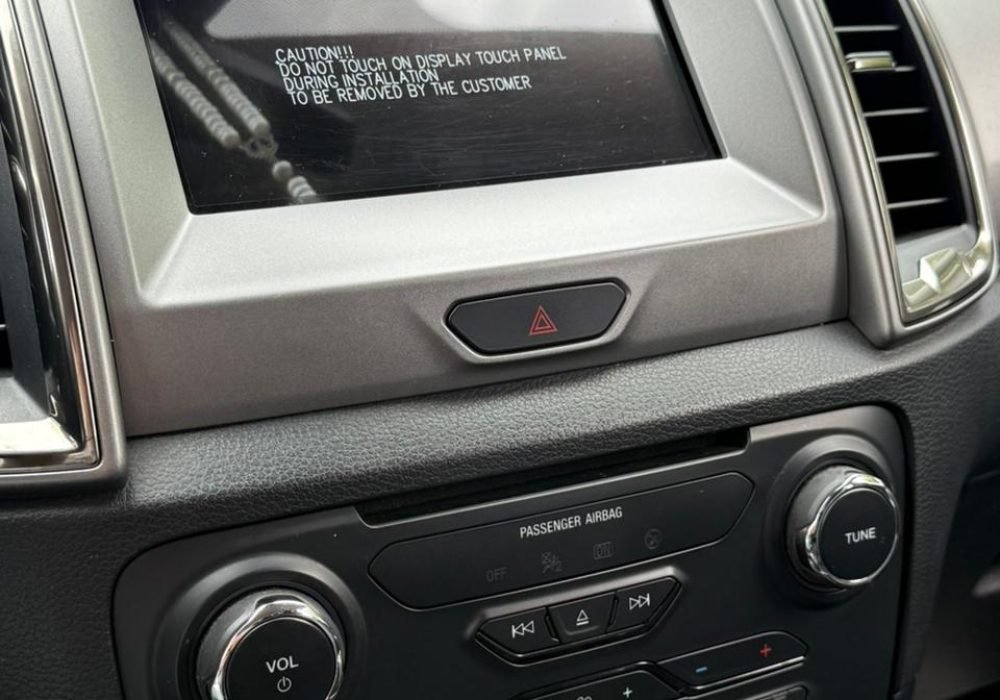 CAUTION!!!
DO NOT TOUCH ON DISPLAY TOUCH PANEL
DURING INSTALLATION
TO BE REMOVED BY THE CUSTOMER
PASSENGER AIRBAG
OFF
ON
TUNE
VOL
- +
+